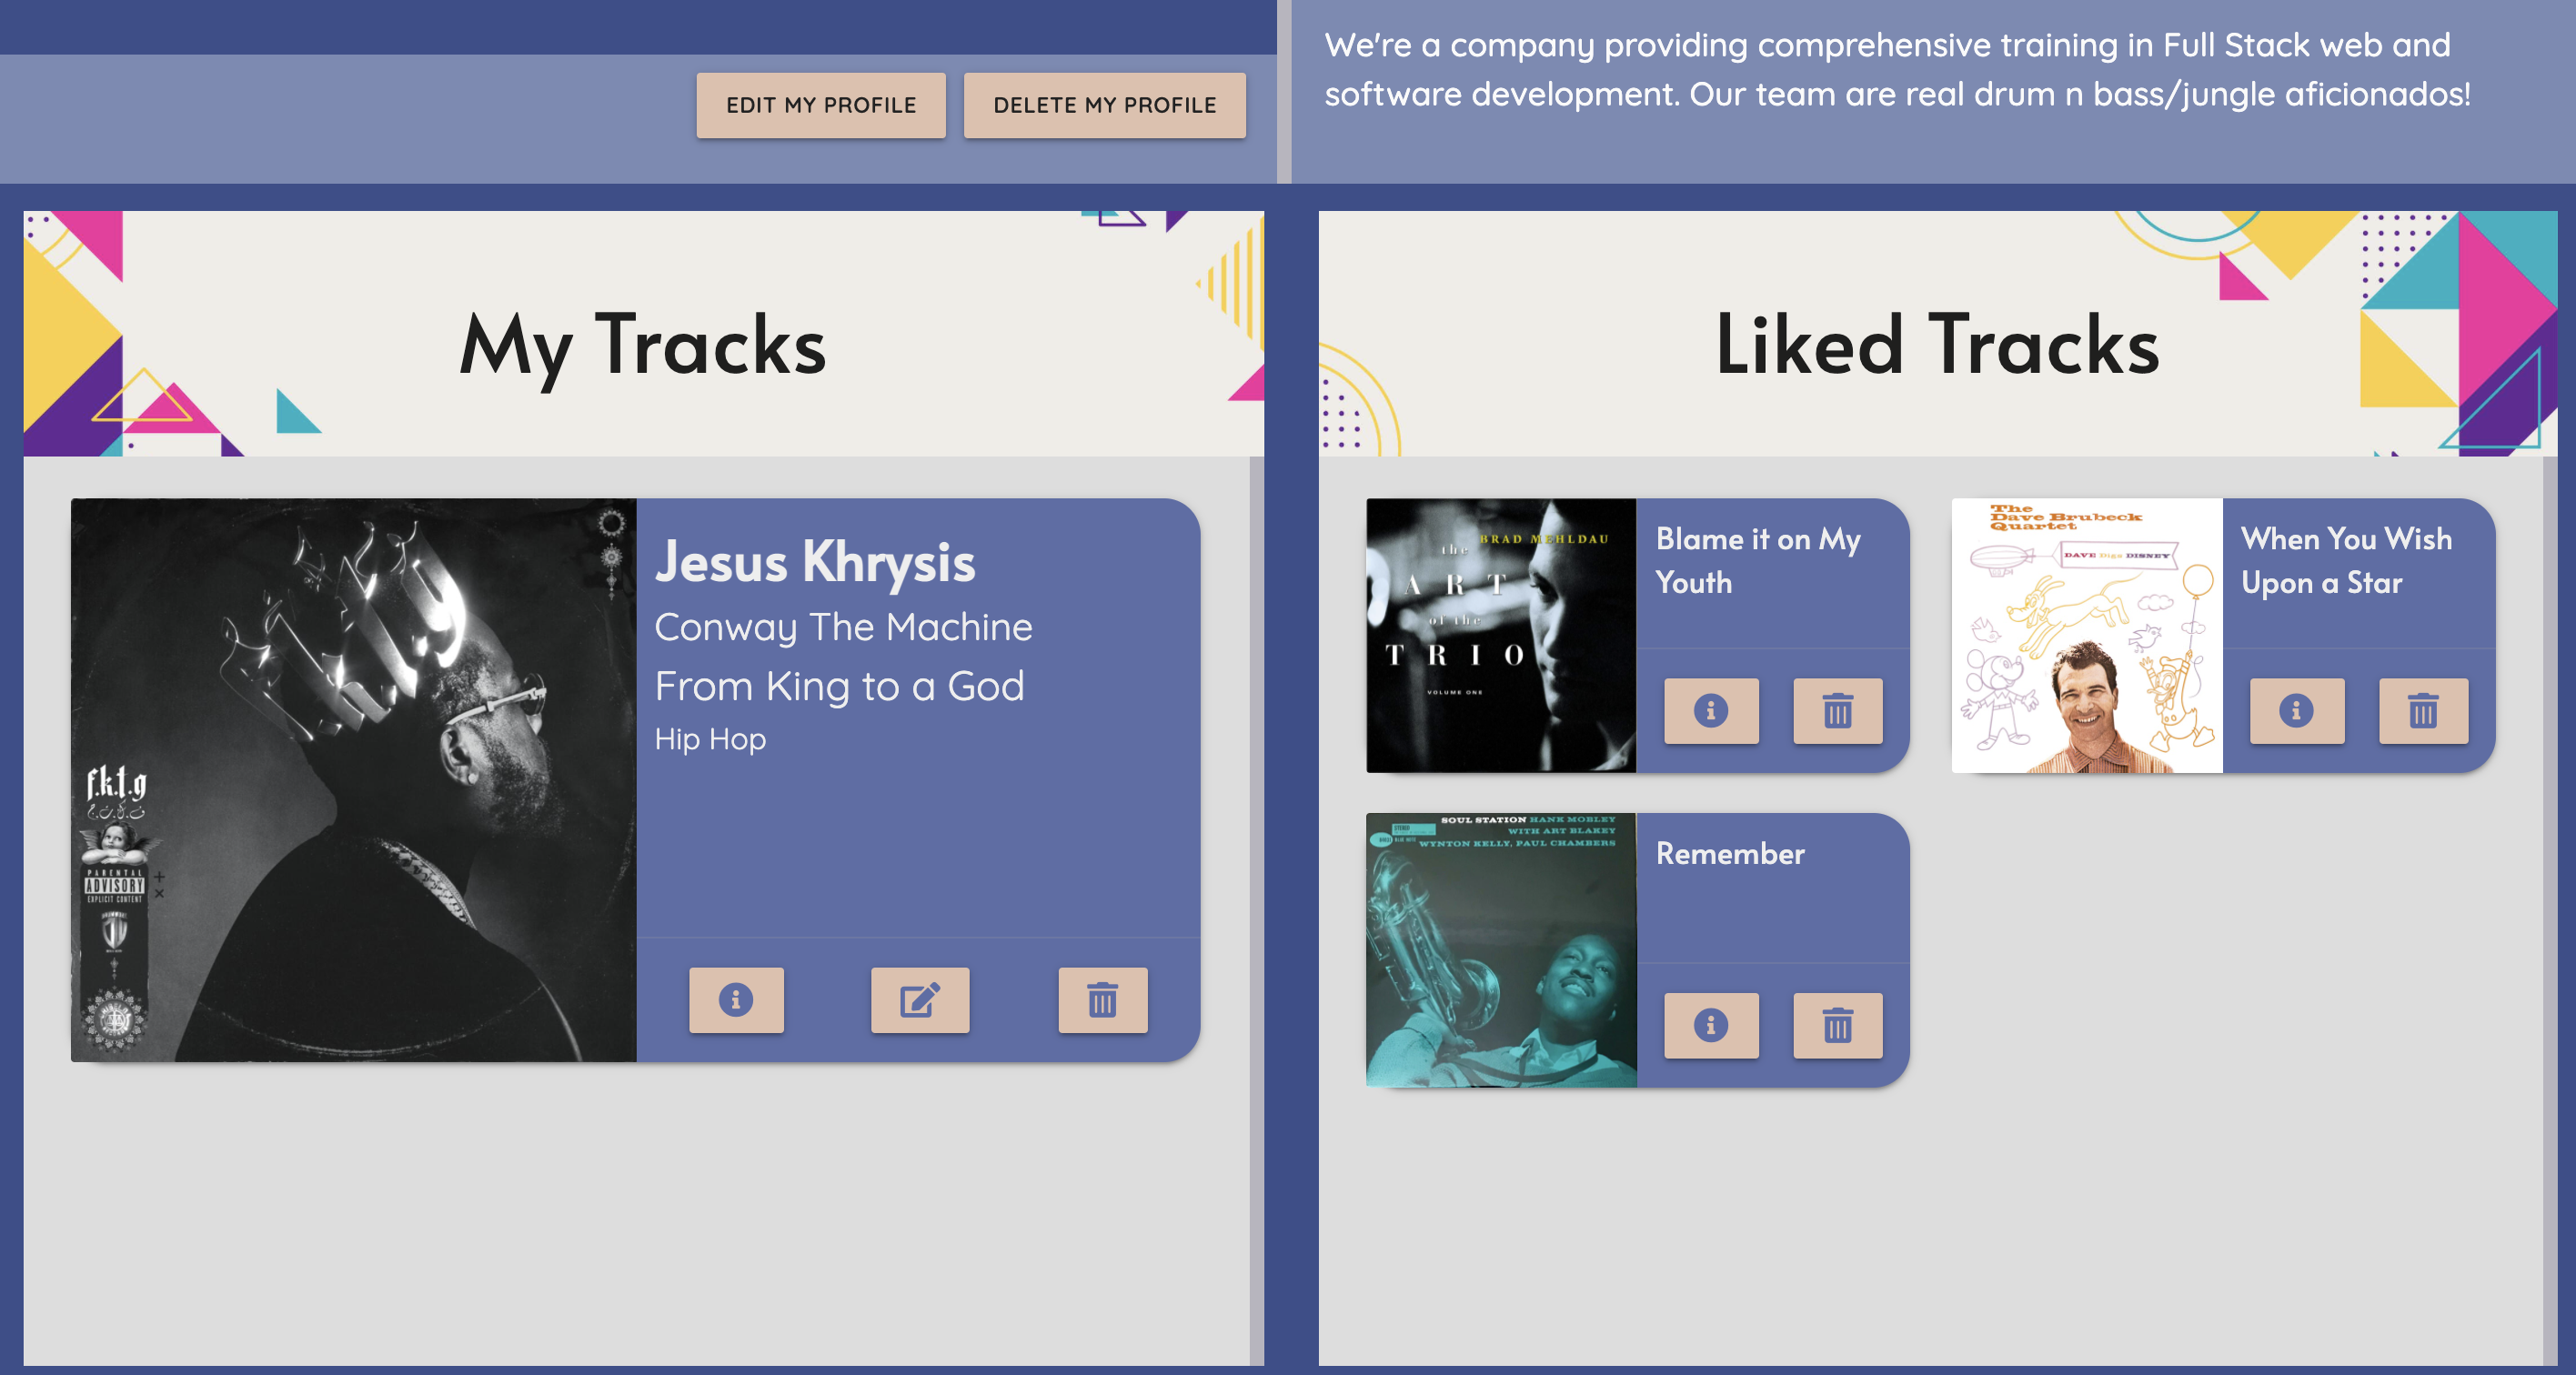 EDIT MY PROFILE
DELETE MY PROFILE
We're a company providing comprehensive training in Full Stack web and
software development. Our team are real drum n bass/jungle aficionados!
My Tracks
f.k.t.g
PARENTAL
ADVISORY
EXPLICIT CONTENT
Jesus Khrysis
Conway The Machine
From King to a God
Hip Hop
Liked Tracks
BRAD MEHLDAU
the
ART
of the
TRIO
VOLUME ONE
Blame it on My
Youth
The
Dave Brubeck
Quartet
DAVE Digs DISNEY
When You Wish
Upon a Star
SOUL STATION HANK MOBLEY
WITH ART BLAKEY
WYNTON KELLY, PAUL CHAMBERS
Remember